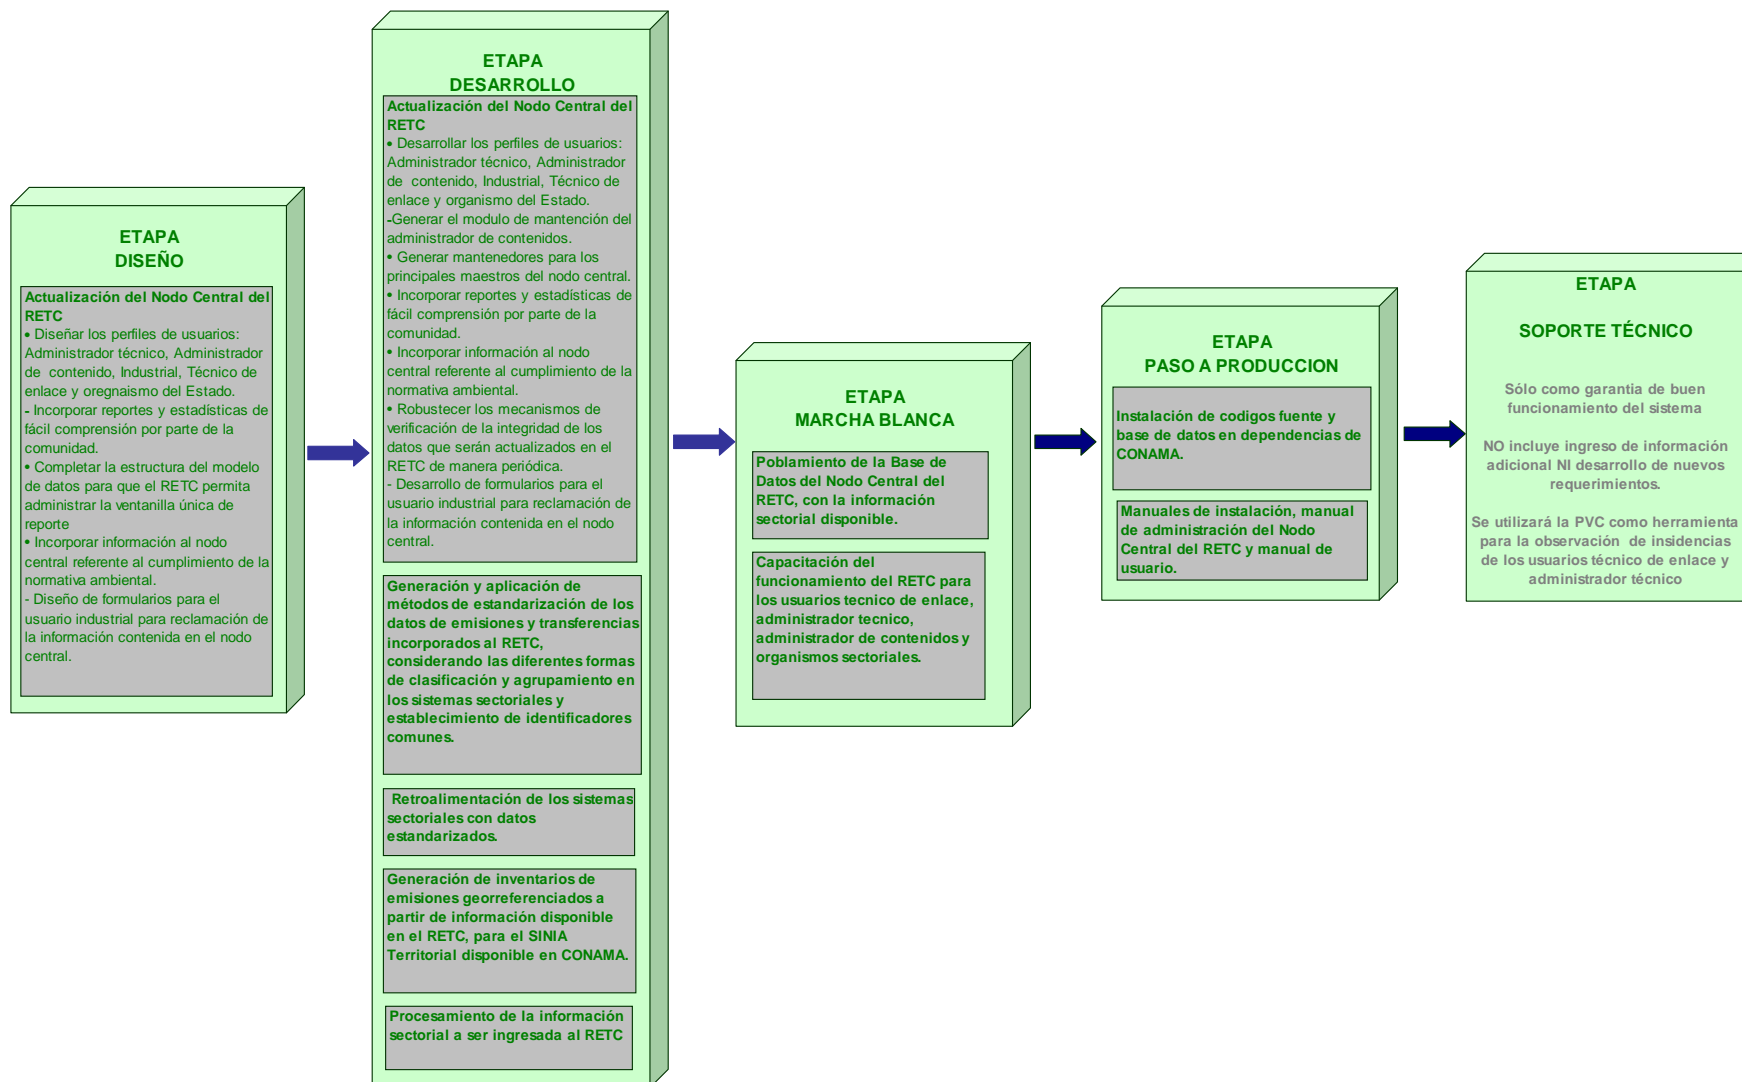 ETAPA
DISEÑO
Actualización del Nodo Central del
RETC
• Diseñar los perfiles de usuarios:
Administrador técnico, Administrador
de contenido, Industrial, Técnico de
enlace y oregnaismo del Estado.
- Incorporar reportes y estadísticas de
fácil comprensión por parte de la
comunidad.
• Completar la estructura del modelo
de datos para que el RETC permita
administrar la ventanilla única de
reporte
• Incorporar información al nodo
central referente al cumplimiento de la
normativa ambiental.
- Diseño de formularios para el
usuario industrial para reclamación de
la información contenida en el nodo
central.
ETAPA
DESARROLLO
Actualización del Nodo Central del
RETC
• Desarrollar los perfiles de usuarios:
Administrador técnico, Administrador
de contenido, Industrial, Técnico de
enlace y organismo del Estado.
-Generar el modulo de mantención del
administrador de contenidos.
• Generar mantenedores para los
principales maestros del nodo central.
• Incorporar reportes y estadísticas de
fácil comprensión por parte de la
comunidad.
• Incorporar información al nodo
central referente al cumplimiento de la
normativa ambiental.
• Robustecer los mecanismos de
verificación de la integridad de los
datos que serán actualizados en el
RETC de manera periódica.
- Desarrollo de formularios para el
usuario industrial para reclamación de
la información contenida en el nodo
central.
Generación y aplicación de
métodos de estandarización de los
datos de emisiones y transferencias
incorporados al RETC,
considerando las diferentes formas
de clasificación y agrupamiento en
los sistemas sectoriales y
establecimiento de identificadores
comunes.
Retroalimentación de los sistemas
sectoriales con datos
estandarizados.
Generación de inventarios de
emisiones georreferenciados a
partir de información disponible
en el RETC, para el SINIA
Territorial disponible en CONAMA.
Procesamiento de la información
sectorial a ser ingresada al RETC
ETAPA
MARCHA BLANCA
Poblamiento de la Base de
Datos del Nodo Central del
RETC, con la información
sectorial disponible.
Capacitación del
funcionamiento del RETC para
los usuarios tecnico de enlace,
administrador tecnico,
administrador de contenidos y
organismos sectoriales.
ETAPA
PASO A PRODUCCION
Instalación de codigos fuente y
base de datos en dependencias de
CONAMA.
Manuales de instalación, manual
de administración del Nodo
Central del RETC y manual de
usuario.
ETAPA
SOPORTE TÉCNICO
Sólo como garantia de buen
funcionamiento del sistema
NO incluye ingreso de información
adicional NI desarrollo de nuevos
requerimientos.
Se utilizará la PVC como herramienta
para la observación de insidencias
de los usuarios técnico de enlace y
administrador técnico